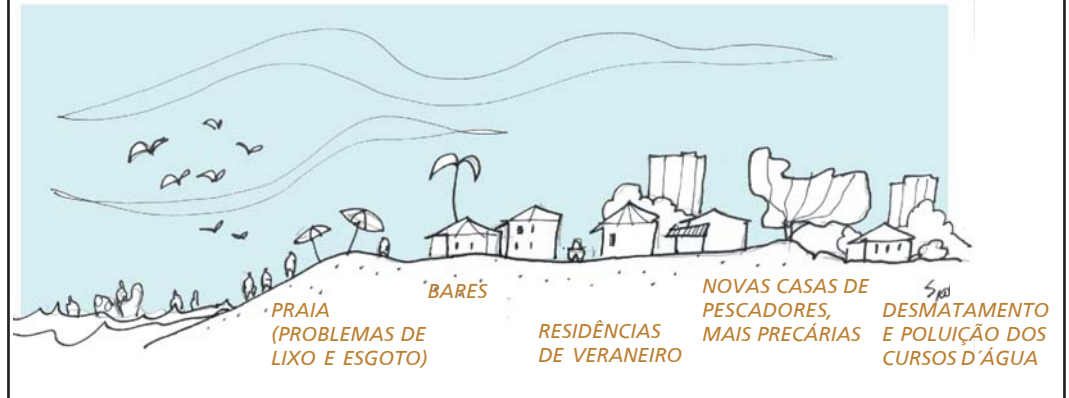 BARES
PRAIA
(PROBLEMAS DE
LIXO E ESGOTO)
RESIDÊNCIAS
DE VERANEIRO
NOVAS CASAS DE
PESCADORES,
MAIS PRECÁRIAS
DESMATAMENTO
E POLUIÇÃO DOS
CURSOS D´ÁGUA